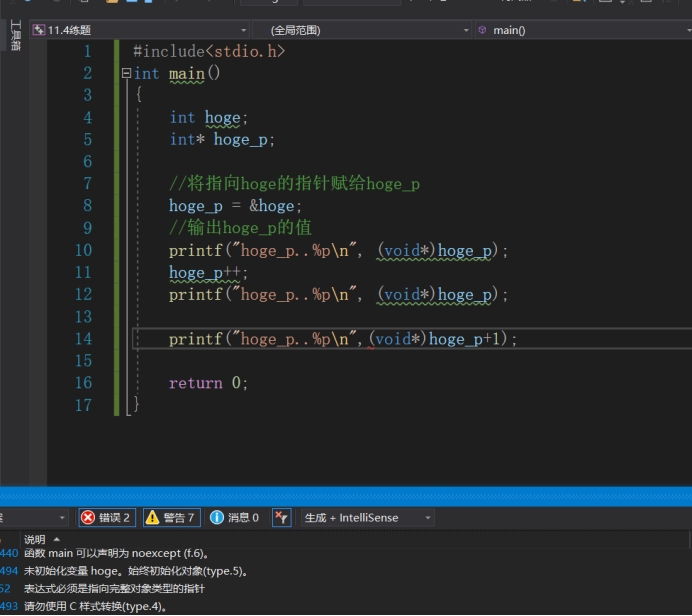 工具箱
11.4练题 (全局范围) main()
1 #include<stdio.h>
2 int main()
3 {
4 int hoge;
5 int* hoge_p;
6
7 //将指向hoge的指针赋给hoge_p
8 hoge_p = &hoge;
9 //输出hoge_p的值
10 printf("hoge_p..%p\n", (void*)hoge_p);
11 hoge_p++;
12 printf("hoge_p..%p\n", (void*)hoge_p);
13
14 printf("hoge_p..%p\n",(void*)hoge_p+1);
15
16 return 0;
17 }
错误 2 警告 7 消息 0 生成 + IntelliSense
说明
440 函数 main 可以声明为 noexcept (f.6)。
494 未初始化变量 hoge。始终初始化对象(type.5)。
52 表达式必须是指向完整对象类型的指针
493 请勿使用 C 样式转换(type.4)。